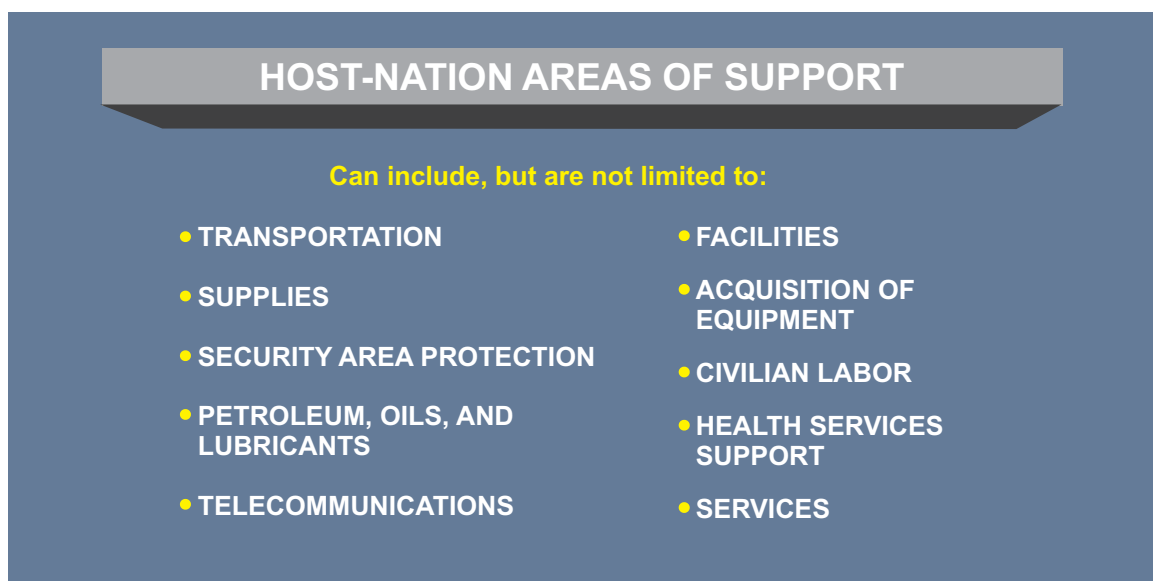 HOST-NATION AREAS OF SUPPORT
Can include, but are not limited to:
TRANSPORTATION
SUPPLIES
SECURITY AREA PROTECTION
PETROLEUM, OILS, AND
LUBRICANTS
TELECOMMUNICATIONS
FACILITIES
ACQUISITION OF
EQUIPMENT
CIVILIAN LABOR
HEALTH SERVICES
SUPPORT
SERVICES